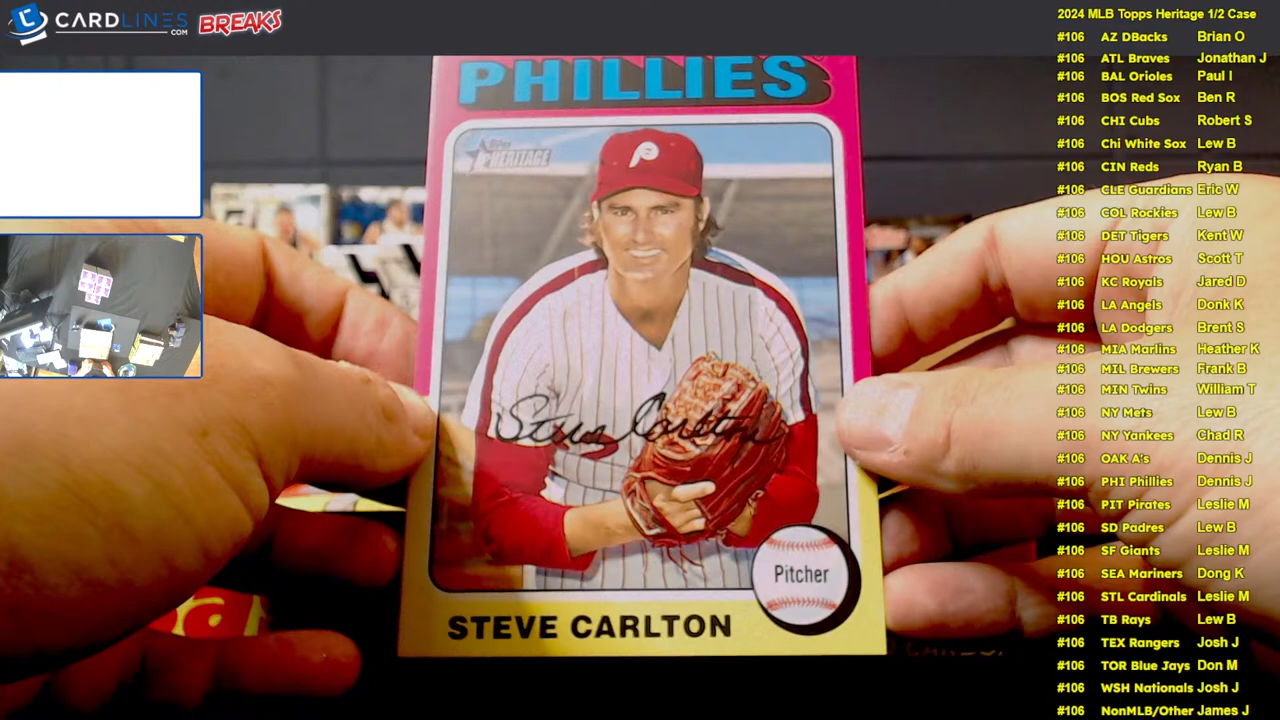 CARDLINES
.COM
BREAKS
PHILLIES
Topps
HERITAGE
P
Steve Carlton
Pitcher
STEVE CARLTON
2024 MLB Topps Heritage 1/2 Case
#106 AZ DBacks Brian O
#106 ATL Braves Jonathan J
#106 BAL Orioles Paul I
#106 BOS Red Sox Ben R
#106 CHI Cubs Robert S
#106 Chi White Sox Lew B
#106 CIN Reds Ryan B
#106 CLE Guardians Eric W
#106 COL Rockies Lew B
#106 DET Tigers Kent W
#106 HOU Astros Scott T
#106 KC Royals Jared D
#106 LA Angels Donk K
#106 LA Dodgers Brent S
#106 MIA Marlins Heather K
#106 MIL Brewers Frank B
#106 MIN Twins William T
#106 NY Mets Lew B
#106 NY Yankees Chad R
#106 OAK A's Dennis J
#106 PHI Phillies Dennis J
#106 PIT Pirates Leslie M
#106 SD Padres Lew B
#106 SF Giants Leslie M
#106 SEA Mariners Dong K
#106 STL Cardinals Leslie M
#106 TB Rays Lew B
#106 TEX Rangers Josh J
#106 TOR Blue Jays Don M
#106 WSH Nationals Josh J
#106 NonMLB/Other James J